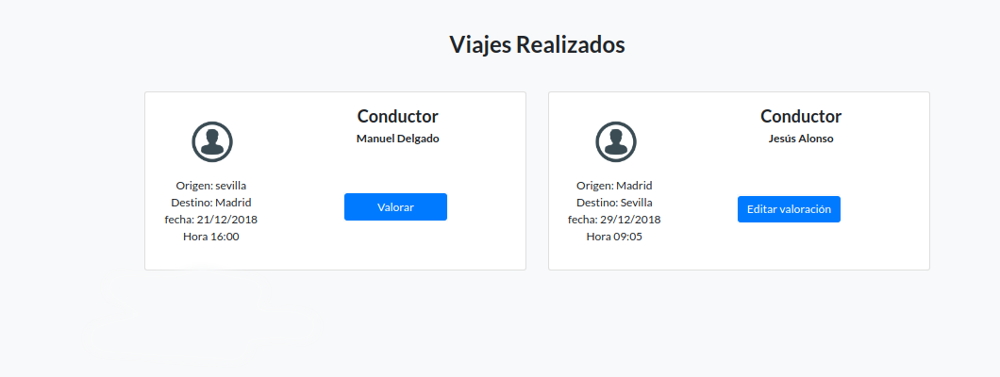 Viajes Realizados
Conductor
Manuel Delgado
Origen: sevilla
Destino: Madrid
fecha: 21/12/2018
Hora 16:00
Valorar
Conductor
Jesús Alonso
Origen: Madrid
Destino: Sevilla
fecha: 29/12/2018
Hora 09:05
Editar valoración